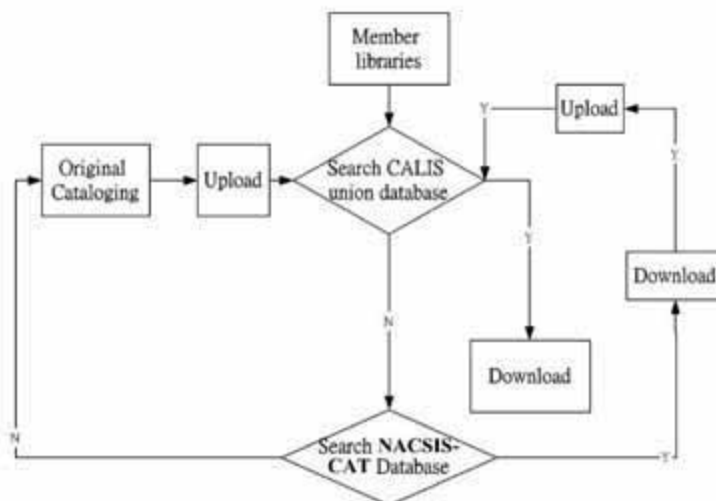 Member
libraries
Y
Upload
Original
Cataloging
Upload
Search CALIS
union database
Y
Y
Download
N
Download
N
Search NACSIS-
CAT Database
Y